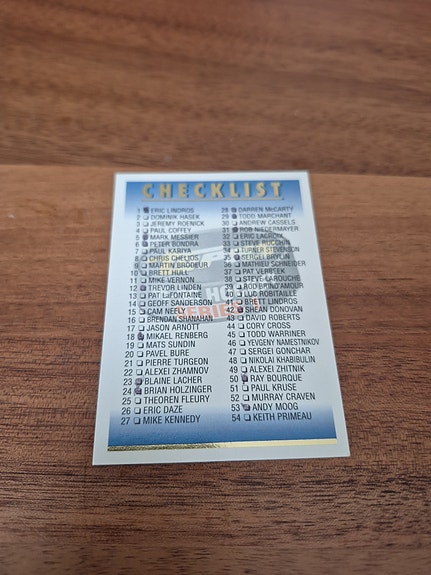 CHECKLIST
1 ERIC LINDROS
2 DOMINIK HASEK
3 JEREMY ROENICK
4 PAUL COFFEY
5 MARK MESSIER
6 PETER BONDRA
7 PAUL KARIYA
8 CHRIS CHELIOS
9 MARTIN BRODEUR
10 BRETT HULL
11 MIKE VERNON
12 TREVOR LINDEN
13 PAT LaFONTAINE
14 GEOFF SANDERSON
15 CAM NEELY
16 BRENDAN SHANAHAN
17 JASON ARNOTT
18 MIKAEL RENBERG
19 MATS SUNDIN
20 PAVEL BURE
21 PIERRE TURGEON
22 ALEXEI ZHAMNOV
23 BLAINE LACHER
24 BRIAN HOLZINGER
25 THEOREN FLEURY
26 ERIC DAZE
27 MIKE KENNEDY
28 DARREN McCARTY
29 TODD MARCHANT
30 ANDREW CASSELS
31 ROB NIEDERMAYER
32 ERIC LACROIX
33 STEVE RUCCHIN
34 TURNER STEVENSON
35 SERGEI BRYLIN
36 MATHIEU SCHNEIDER
37 PAT VERBEEK
38 STEVE LAROUCHE
39 ROD BRIND'AMOUR
40 LUC ROBITAILLE
41 BRETT LINDROS
42 SHEAN DONOVAN
43 DAVID ROBERTS
44 CORY CROSS
45 TODD WARRINER
46 YEVGENY NAMESTNIKOV
47 SERGEI GONCHAR
48 NIKOLAI KHABIBULIN
49 ALEXEI ZHITNIK
50 RAY BOURQUE
51 PAUL KRUSE
52 MURRAY CRAVEN
53 ANDY MOOG
54 KEITH PRIMEAU